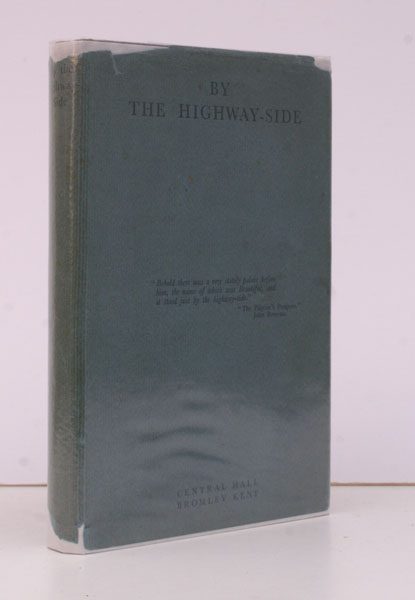 BY
THE HIGHWAY-SIDE
"Behold there was a very stately palace before
him, the name of which was Beautiful, and
it stood just by the highway-side."
"The Pilgrim's Progress"
John Bunyan
CENTRAL HALL
BROMLEY KENT